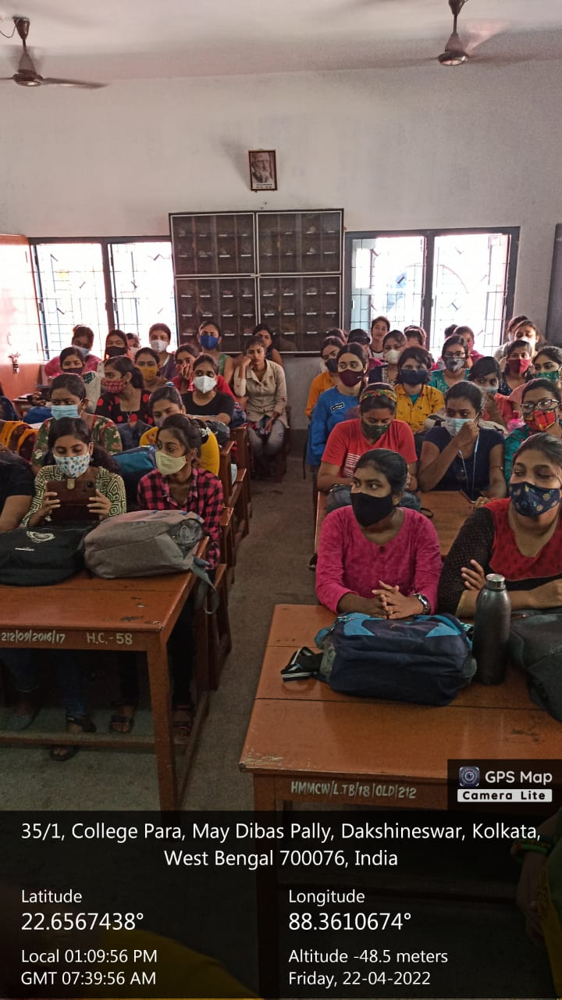 212/09/2016/17 H.C.-58
HMMCW/L.TB/18/OLD/212
GPS Map
Camera Lite
35/1, College Para, May Dibas Pally, Dakshineswar, Kolkata,
West Bengal 700076, India
Latitude
22.6567438°
Longitude
88.3610674°
Local 01:09:56 PM
GMT 07:39:56 AM
Altitude -48.5 meters
Friday, 22-04-2022